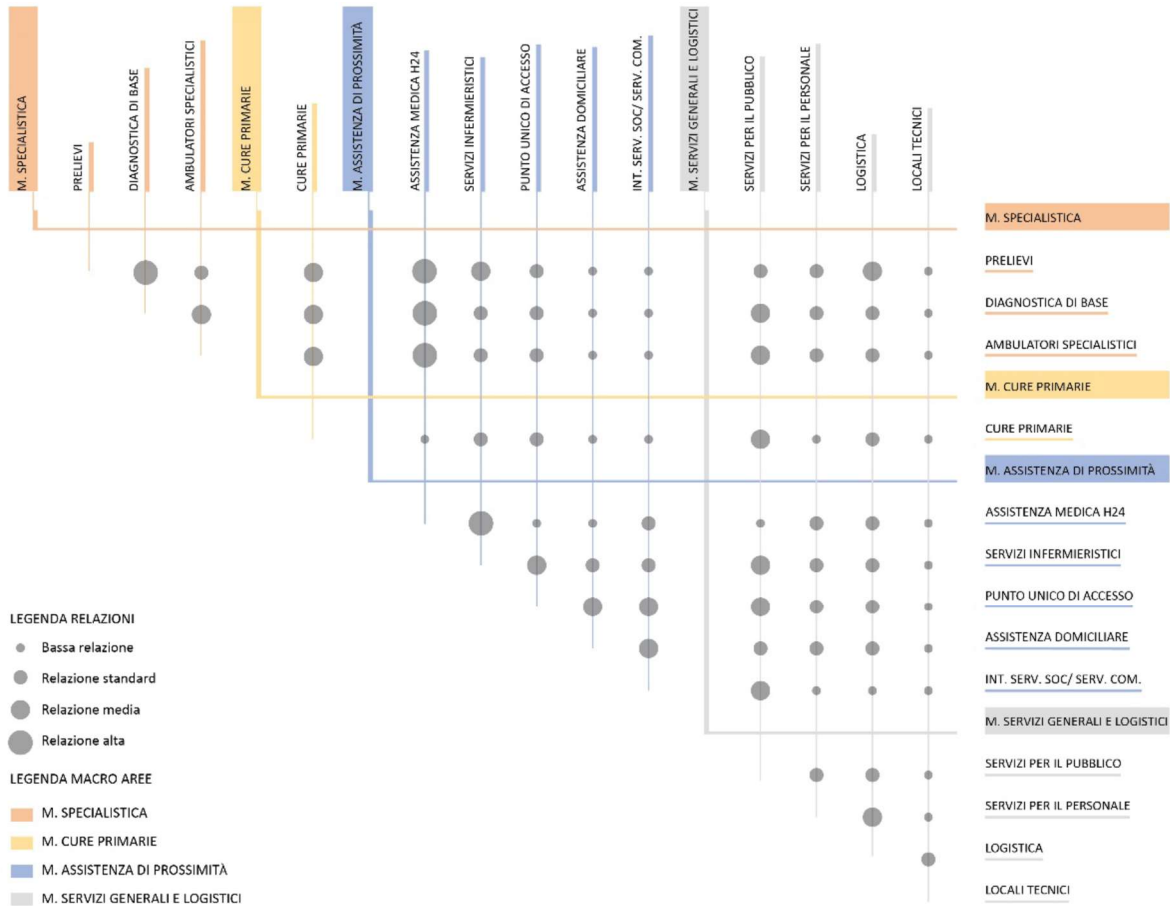 M. SPECIALISTICA
PRELIEVI
DIAGNOSTICA DI BASE
AMBULATORI SPECIALISTICI
M. CURE PRIMARIE
CURE PRIMARIE
M. ASSISTENZA DI PROSSIMITÀ
ASSISTENZA MEDICA H24
SERVIZI INFERMIERISTICI
PUNTO UNICO DI ACCESSO
ASSISTENZA DOMICILIARE
INT. SERV. SOC/ SERV. COM.
M. SERVIZI GENERALI E LOGISTICI
SERVIZI PER IL PUBBLICO
SERVIZI PER IL PERSONALE
LOGISTICA
LOCALI TECNICI
M. SPECIALISTICA
PRELIEVI
DIAGNOSTICA DI BASE
AMBULATORI SPECIALISTICI
M. CURE PRIMARIE
CURE PRIMARIE
M. ASSISTENZA DI PROSSIMITÀ
ASSISTENZA MEDICA H24
SERVIZI INFERMIERISTICI
PUNTO UNICO DI ACCESSO
ASSISTENZA DOMICILIARE
INT. SERV. SOC/ SERV. COM.
M. SERVIZI GENERALI E LOGISTICI
SERVIZI PER IL PUBBLICO
SERVIZI PER IL PERSONALE
LOGISTICA
LOCALI TECNICI
LEGENDA RELAZIONI
Bassa relazione
Relazione standard
Relazione media
Relazione alta
LEGENDA MACRO AREE
M. SPECIALISTICA
M. CURE PRIMARIE
M. ASSISTENZA DI PROSSIMITÀ
M. SERVIZI GENERALI E LOGISTICI